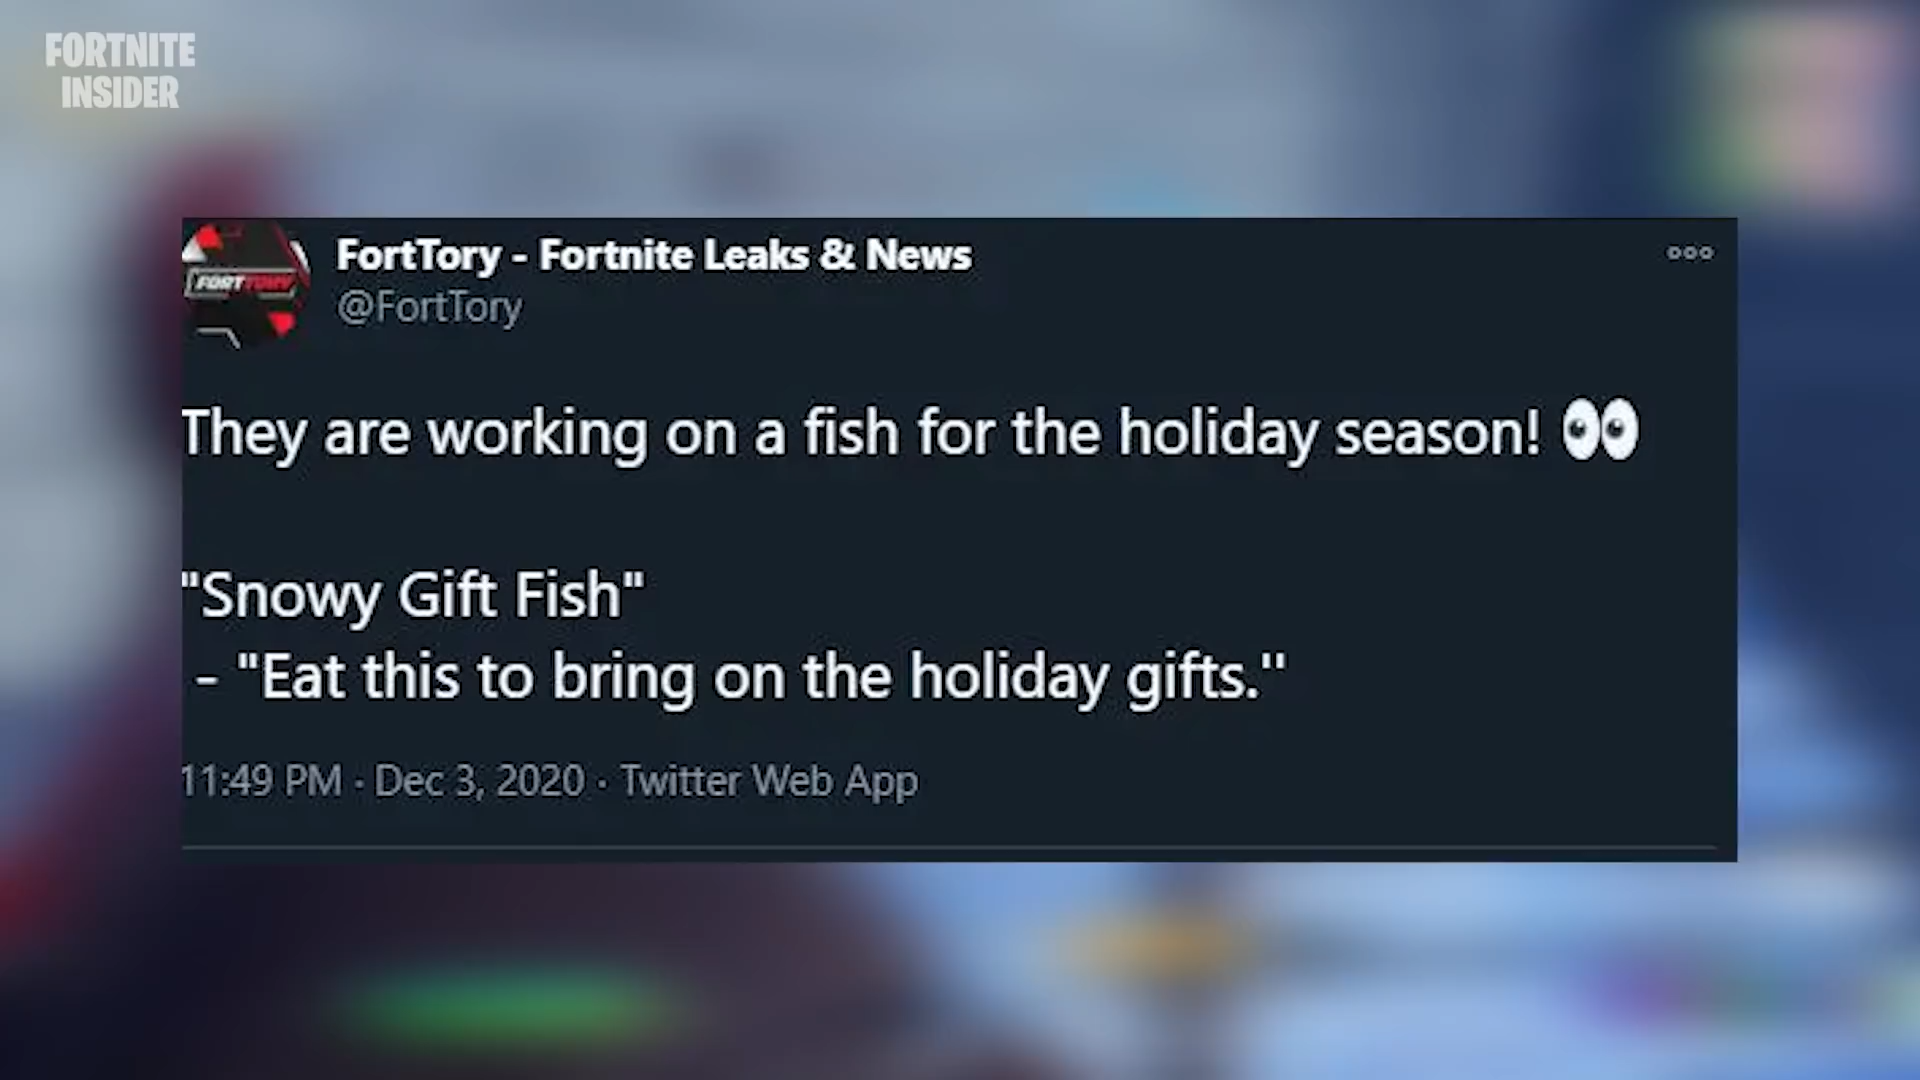 FORTNITE
INSIDER
FORTTORY
FortTory - Fortnite Leaks & News
@FortTory
They are working on a fish for the holiday season! 👀
"Snowy Gift Fish"
- "Eat this to bring on the holiday gifts."
11:49 PM · Dec 3, 2020 · Twitter Web App